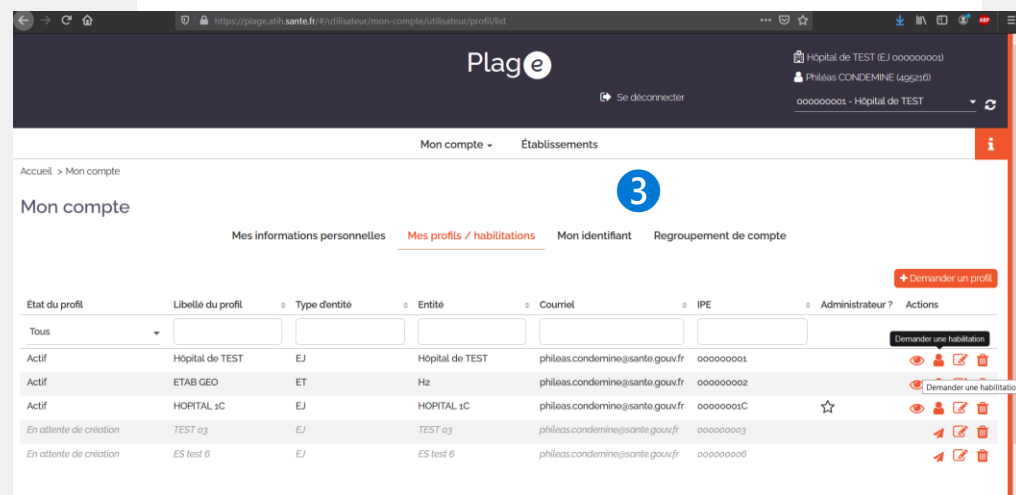 https://plage.atih.sante.fr/#/utilisateur/mon-compte/utilisateur/profil/list
ABP
Plage
Hôpital de TEST (EJ 000000001)
Philéas CONDEMINE (495216)
Se déconnecter
000000001 - Hôpital de TEST
Mon compte Établissements
i
Accueil > Mon compte
3
Mon compte
Mes informations personnelles Mes profils / habilitations Mon identifiant Regroupement de compte
+ Demander un profil
État du profil Libellé du profil Type d'entité Entité Courriel IPE Administrateur ? Actions
Tous
Demander une habilitation
Actif Hôpital de TEST EJ Hôpital de TEST phileas.condemine@sante.gouv.fr 000000001
Actif ETAB GEO ET H2 phileas.condemine@sante.gouv.fr 000000002
Demander une habilitatio
Actif HOPITAL 1C EJ HOPITAL 1C phileas.condemine@sante.gouv.fr 00000001C
En attente de création TEST 03 EJ TEST 03 phileas.condemine@sante.gouv.fr 000000003
En attente de création ES test 6 EJ ES test 6 phileas.condemine@sante.gouv.fr 000000006